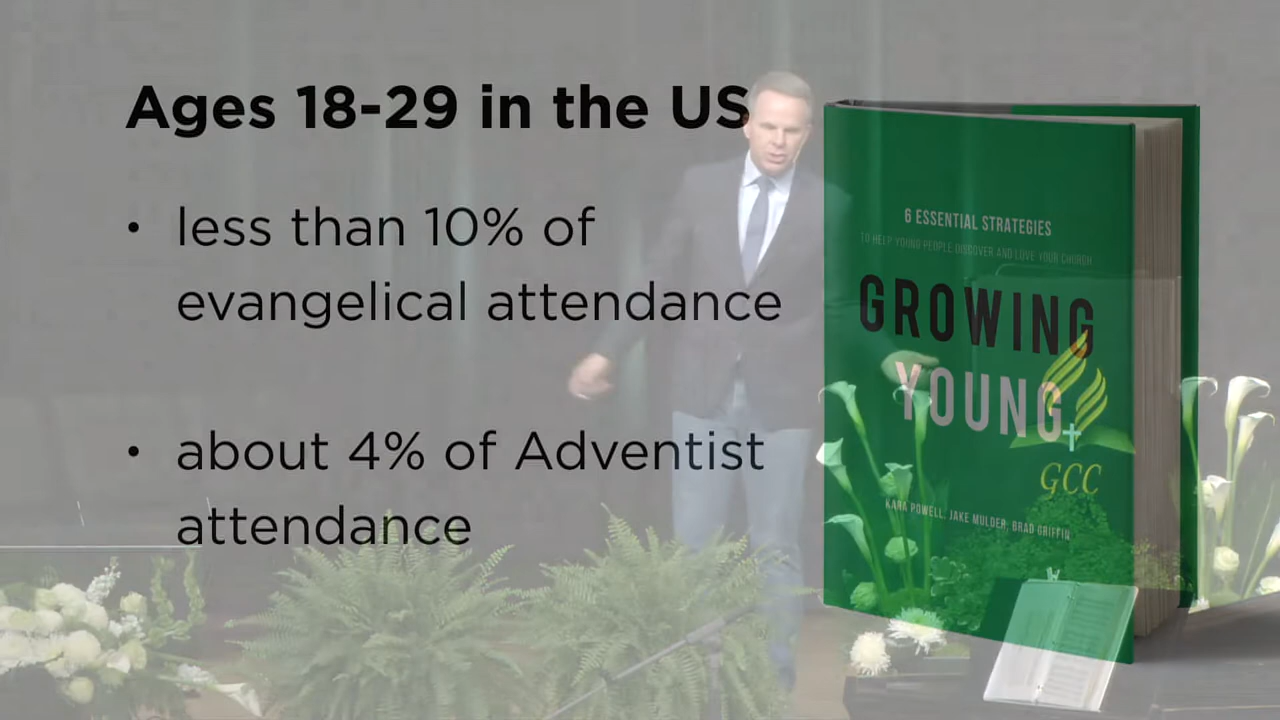 Ages 18-29 in the US
• less than 10% of
evangelical attendance
• about 4% of Adventist
attendance
6 ESSENTIAL STRATEGIES
TO HELP YOUNG PEOPLE DISCOVER AND LOVE YOUR CHURCH
GROWING
YOUNG
GCC
KARA POWELL, JAKE MULDER, BRAD GRIFFIN